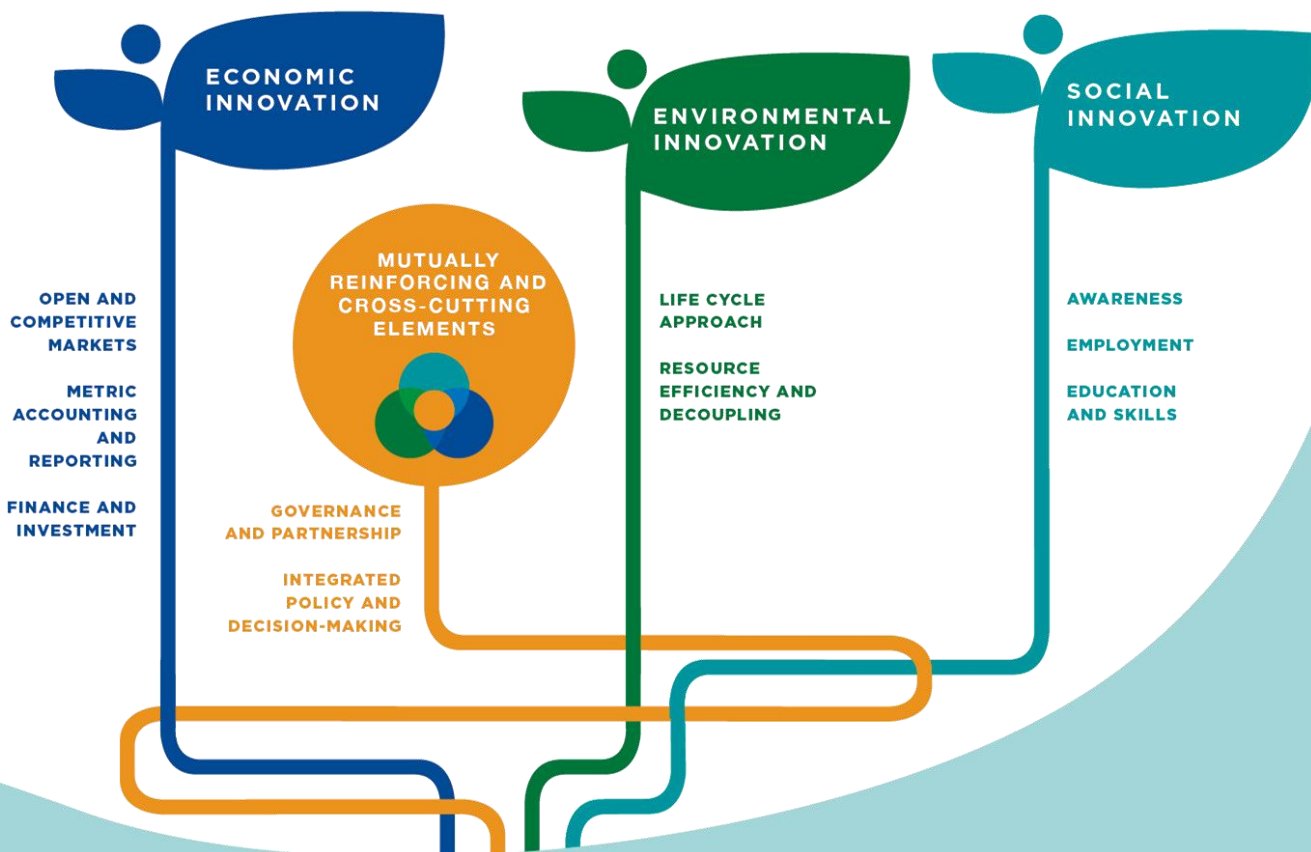 ECONOMIC
INNOVATION
OPEN AND
COMPETITIVE
MARKETS
METRIC
ACCOUNTING
AND
REPORTING
FINANCE AND
INVESTMENT
MUTUALLY
REINFORCING AND
CROSS-CUTTING
ELEMENTS
GOVERNANCE
AND PARTNERSHIP
INTEGRATED
POLICY AND
DECISION-MAKING
ENVIRONMENTAL
INNOVATION
LIFE CYCLE
APPROACH
RESOURCE
EFFICIENCY AND
DECOUPLING
SOCIAL
INNOVATION
AWARENESS
EMPLOYMENT
EDUCATION
AND SKILLS